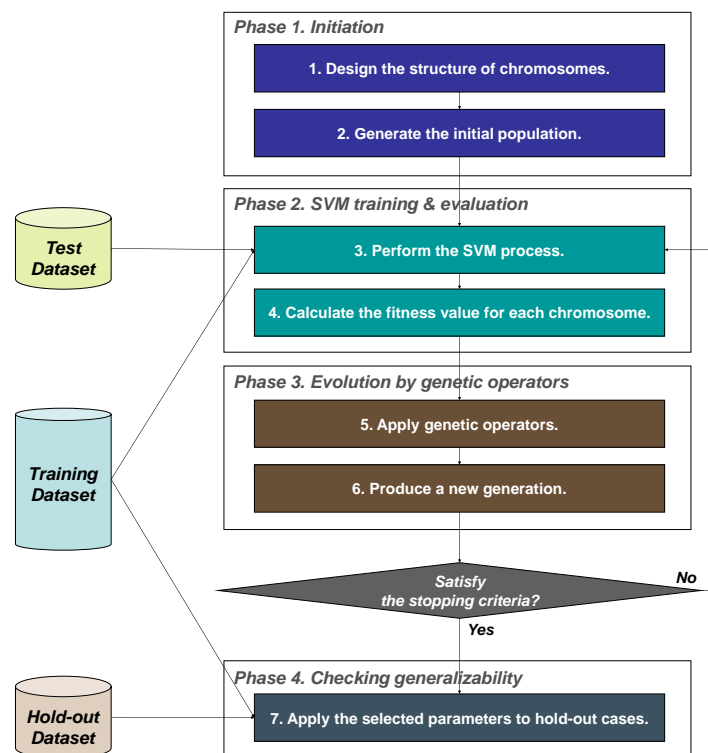 Phase 1. Initiation
1. Design the structure of chromosomes.
2. Generate the initial population.
Phase 2. SVM training & evaluation
Test
Dataset
3. Perform the SVM process.
4. Calculate the fitness value for each chromosome.
Phase 3. Evolution by genetic operators
5. Apply genetic operators.
Training
Dataset
6. Produce a new generation.
Satisfy
the stopping criteria?
No
Yes
Phase 4. Checking generalizability
Hold-out
Dataset
7. Apply the selected parameters to hold-out cases.